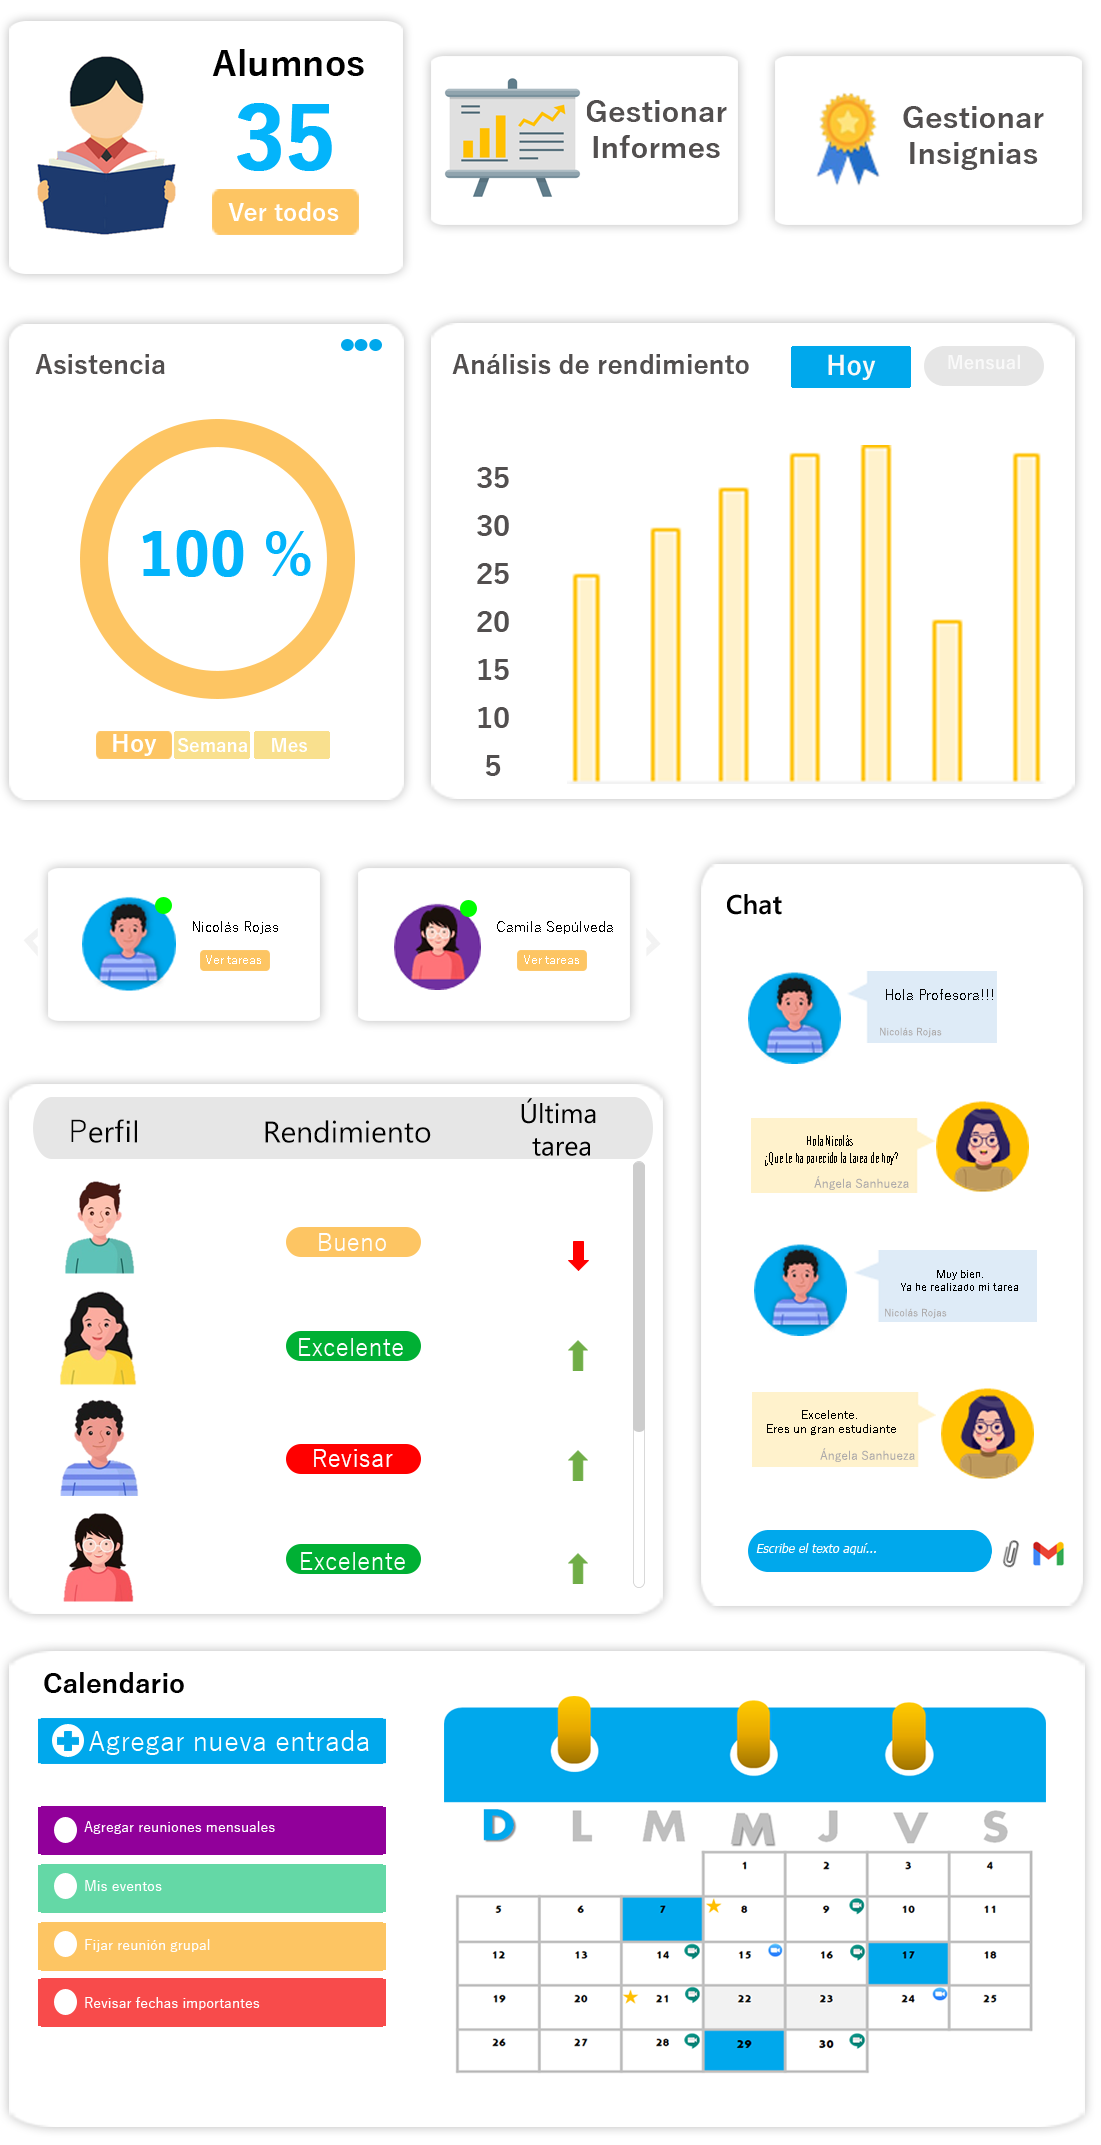 Alumnos
35
Ver todos
Gestionar
Informes
Gestionar
Insignias
Asistencia
100 %
Hoy Semana Mes
Análisis de rendimiento Hoy Mensual
35
30
25
20
15
10
5
Nicolás Rojas
Ver tareas
Camila Sepúlveda
Ver tareas
Perfil Rendimiento Última
tarea
Bueno
Excelente
Revisar
Excelente
Chat
Hola Profesora!!!
Nicolás Rojas
Hola Nicolás
¿Que te ha parecido la tarea de hoy?
Ángela Sanhueza
Muy bien.
Ya he realizado mi tarea
Nicolás Rojas
Excelente.
Eres un gran estudiante
Ángela Sanhueza
Escribe el texto aquí...
Calendario
Agregar nueva entrada
Agregar reuniones mensuales
Mis eventos
Fijar reunión grupal
Revisar fechas importantes
D L M M J V S
1 2 3 4
5 6 7 8 9 10 11
12 13 14 15 16 17 18
19 20 21 22 23 24 25
26 27 28 29 30